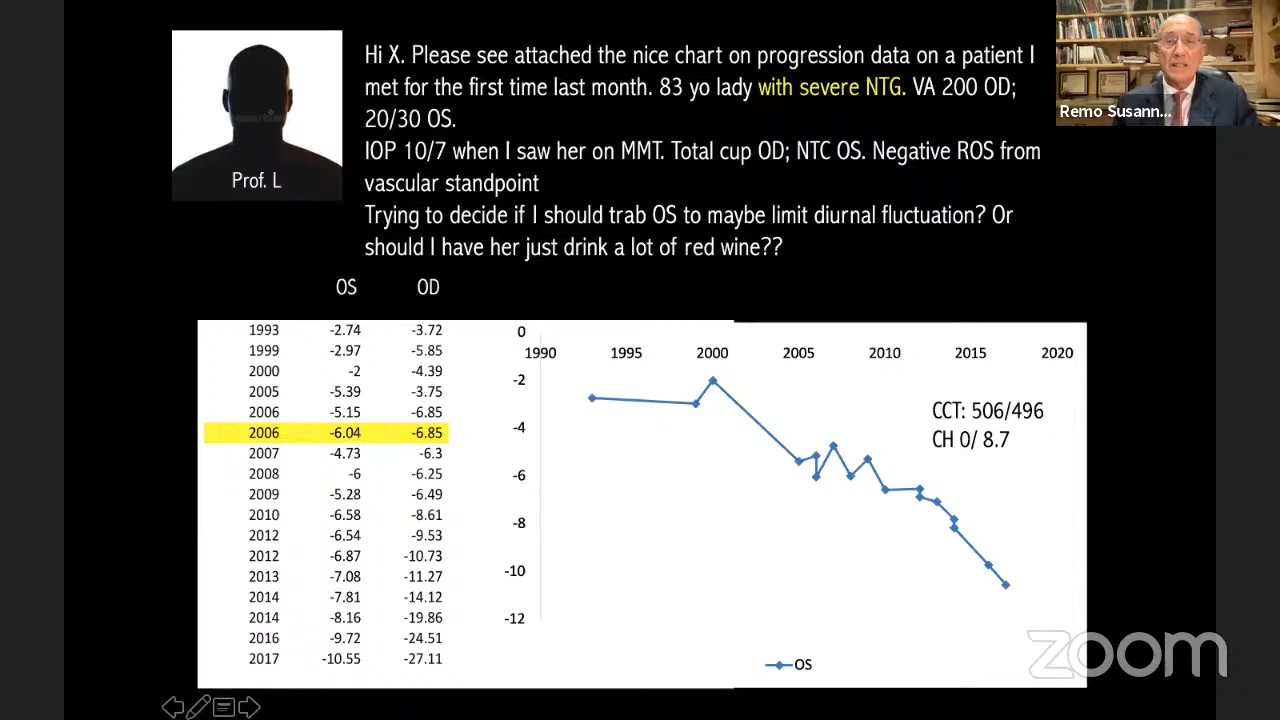 Hi X. Please see attached the nice chart on progression data on a patient I
met for the first time last month. 83 yo lady with severe NTG. VA 200 OD;
20/30 OS.
IOP 10/7 when I saw her on MMT. Total cup OD; NTC OS. Negative ROS from
vascular standpoint
Trying to decide if I should trab OS to maybe limit diurnal fluctuation? Or
should I have her just drink a lot of red wine??
Prof. L
Remo Susann...
OS OD
1993 -2.74 -3.72
1999 -2.97 -5.85
2000 -2 -4.39
2005 -5.39 -3.75
2006 -5.15 -6.85
2006 -6.04 -6.85
2007 -4.73 -6.3
2008 -6 -6.25
2009 -5.28 -6.49
2010 -6.58 -8.61
2012 -6.54 -9.53
2012 -6.87 -10.73
2013 -7.08 -11.27
2014 -7.81 -14.12
2014 -8.16 -19.86
2016 -9.72 -24.51
2017 -10.55 -27.11
0
1990 1995 2000 2005 2010 2015 2020
-2
-4
-6
-8
-10
-12
CCT: 506/496
CH 0/ 8.7
OS
zoom